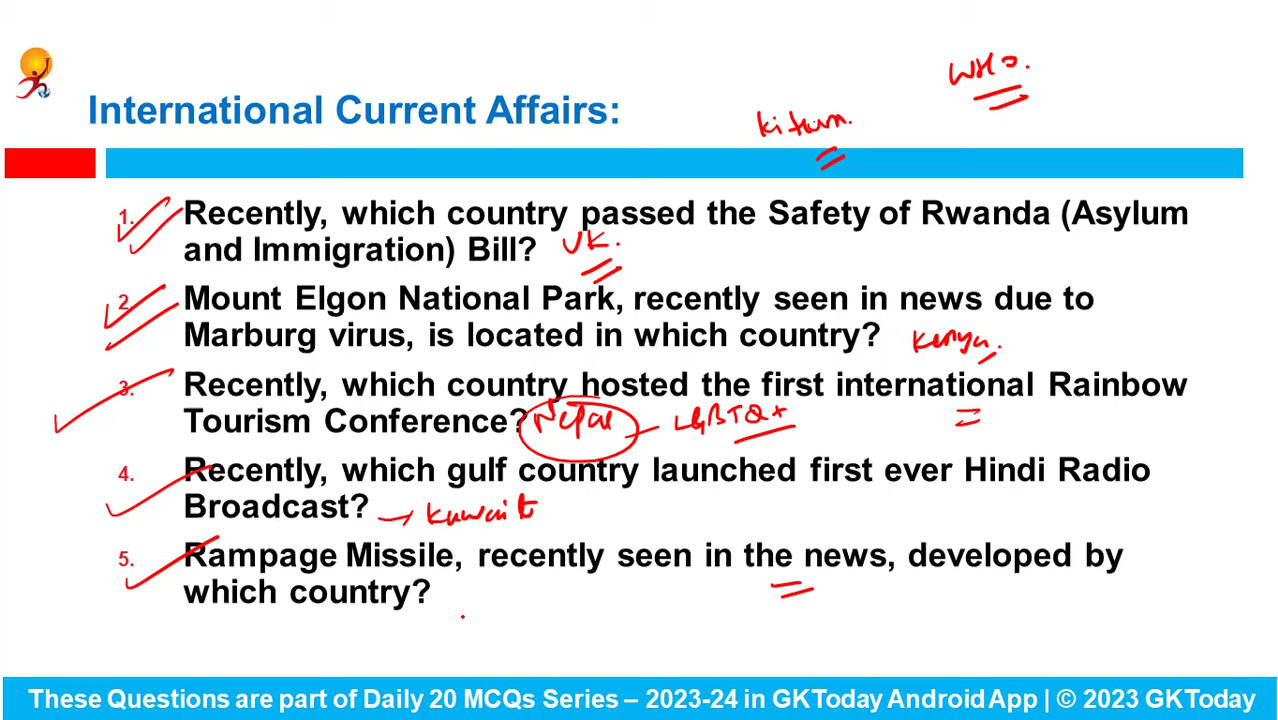 WHO.
International Current Affairs:
Kitum.
1. Recently, which country passed the Safety of Rwanda (Asylum
and Immigration) Bill? UK.
2. Mount Elgon National Park, recently seen in news due to
Marburg virus, is located in which country? Kenya.
3. Recently, which country hosted the first international Rainbow
Tourism Conference? Nepal LGBTQ+
4. Recently, which gulf country launched first ever Hindi Radio
Broadcast? → Kuwait
5. Rampage Missile, recently seen in the news, developed by
which country?
These Questions are part of Daily 20 MCQs Series – 2023-24 in GKToday Android App | © 2023 GKToday